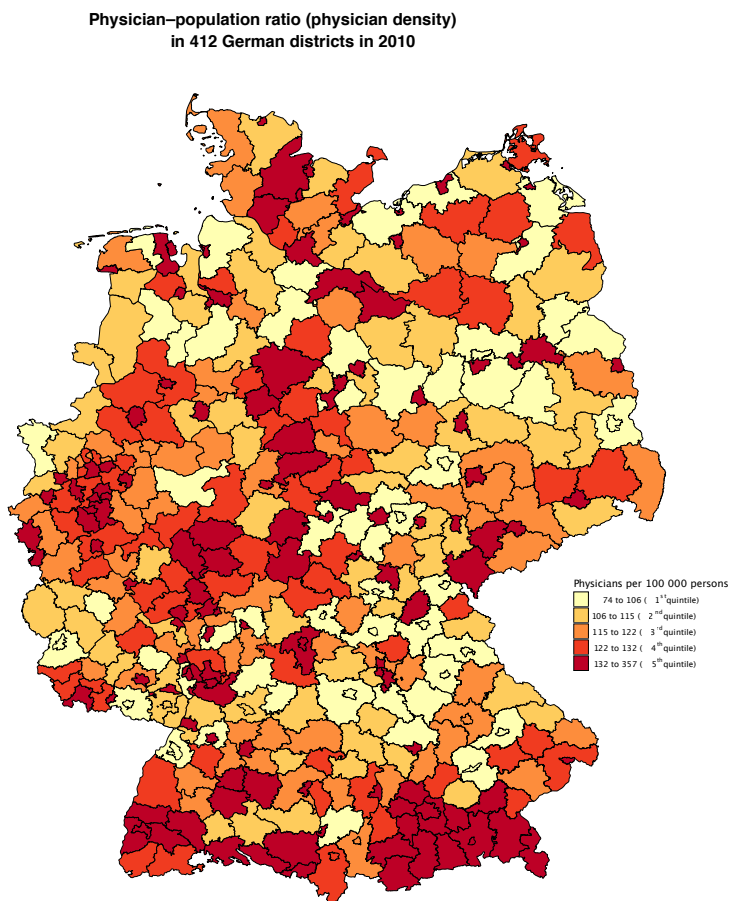 Physician–population ratio (physician density)
in 412 German districts in 2010
Physicians per 100 000 persons
74 to 106 ( 1st quintile)
106 to 115 ( 2nd quintile)
115 to 122 ( 3rd quintile)
122 to 132 ( 4th quintile)
132 to 357 ( 5th quintile)